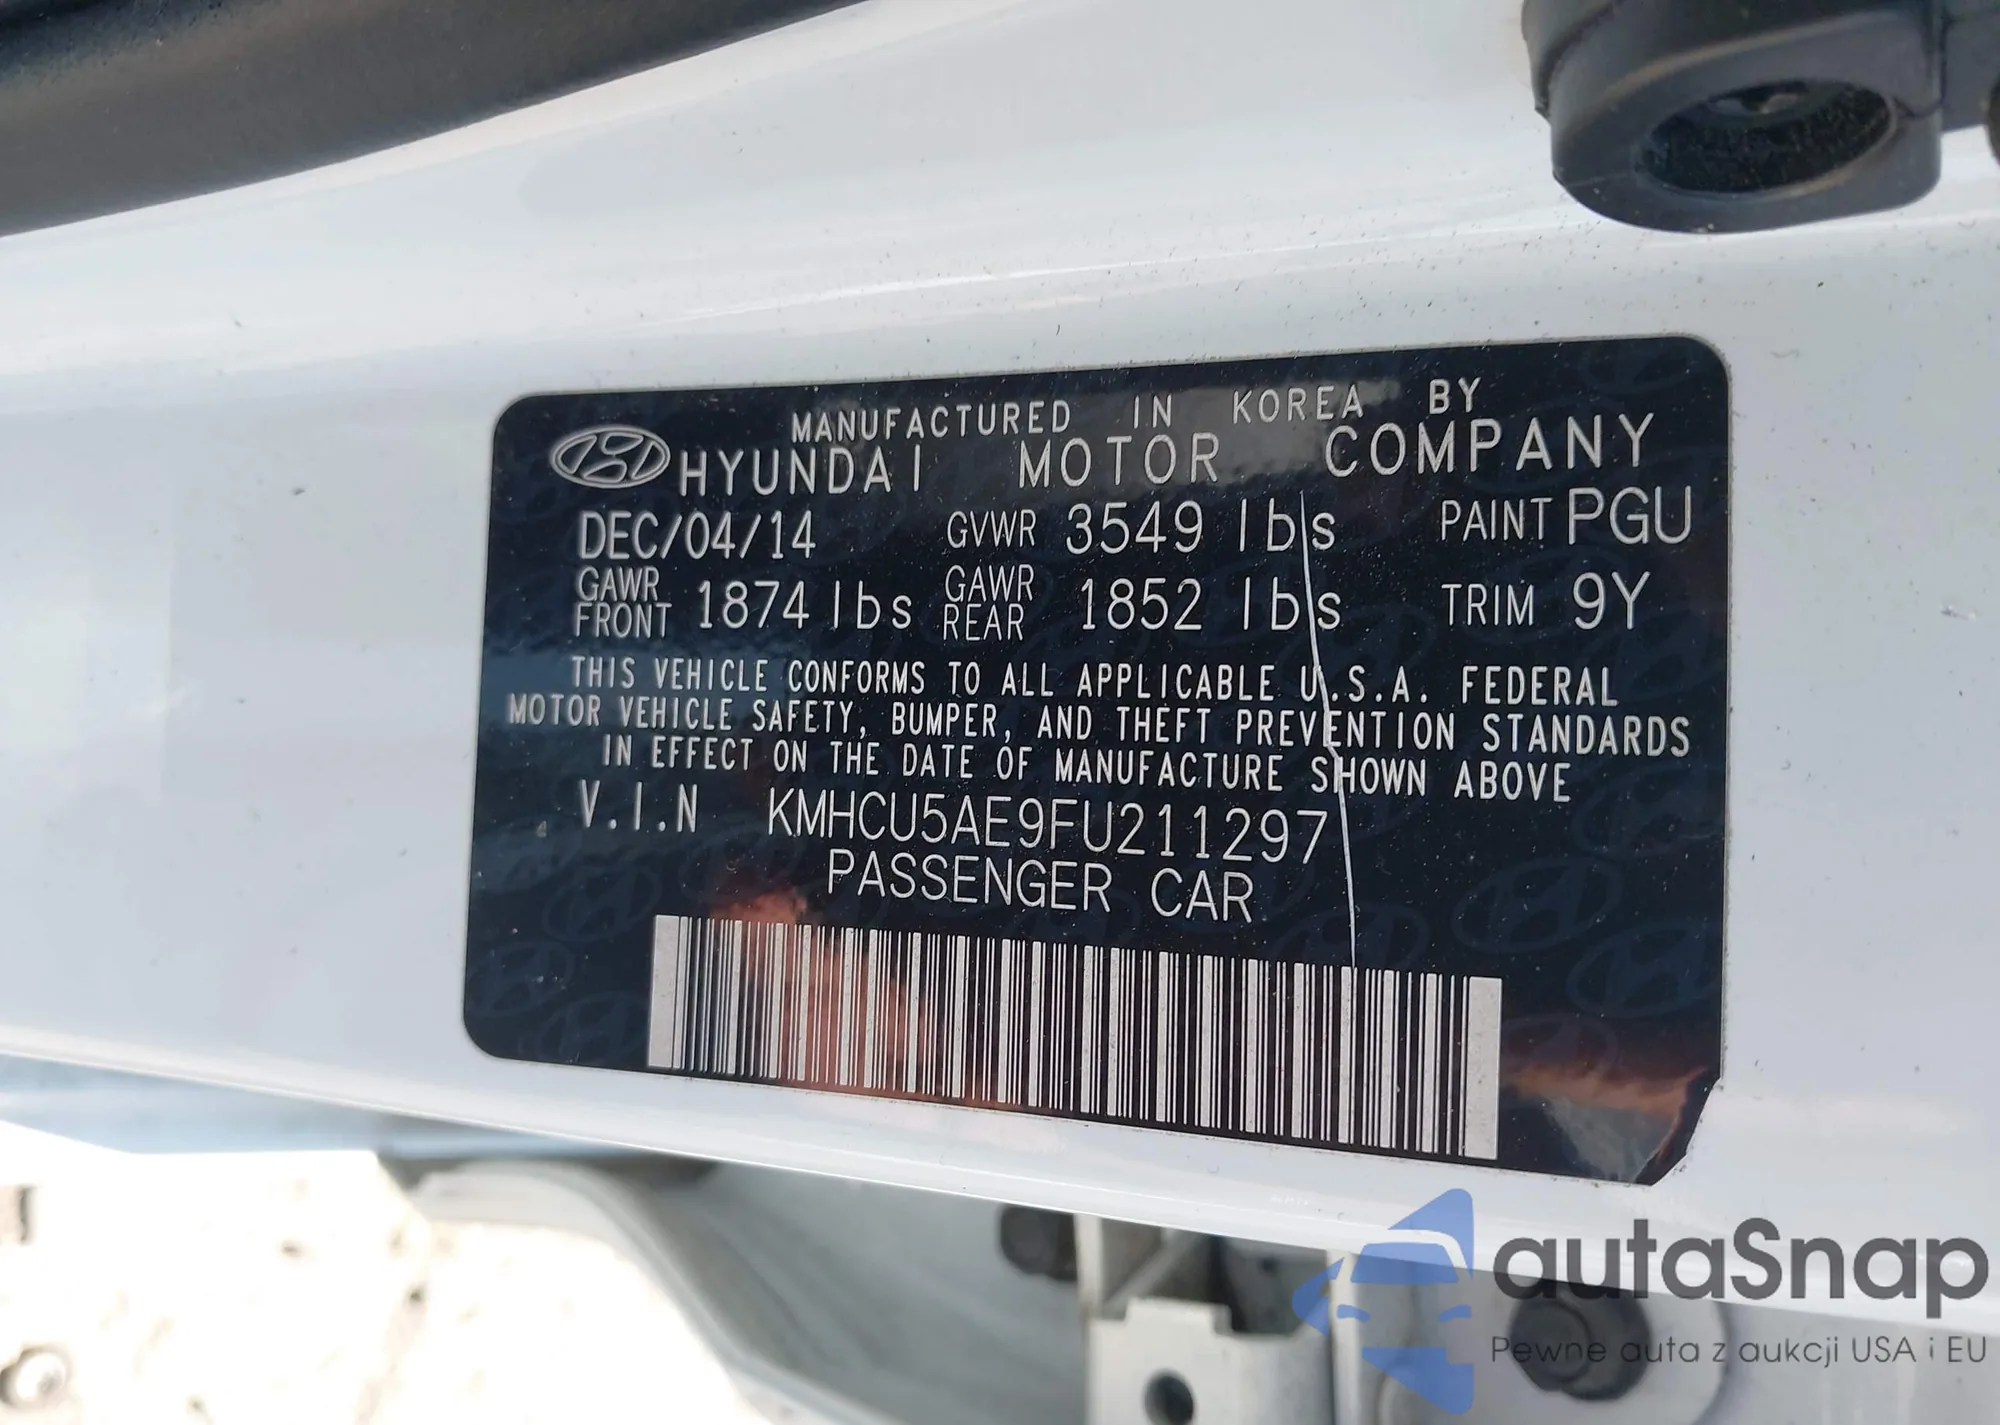 MANUFACTURED IN KOREA BY
HYUNDAI MOTOR COMPANY
DEC/04/14 GVWR 3549 lbs PAINT PGU
GAWR FRONT 1874 lbs GAWR REAR 1852 lbs TRIM 9Y
THIS VEHICLE CONFORMS TO ALL APPLICABLE U.S.A. FEDERAL
MOTOR VEHICLE SAFETY, BUMPER, AND THEFT PREVENTION STANDARDS
IN EFFECT ON THE DATE OF MANUFACTURE SHOWN ABOVE
V.I.N KMHCU5AE9FU211297
PASSENGER CAR
autaSnap
Pewne auta z aukcji USA i EU